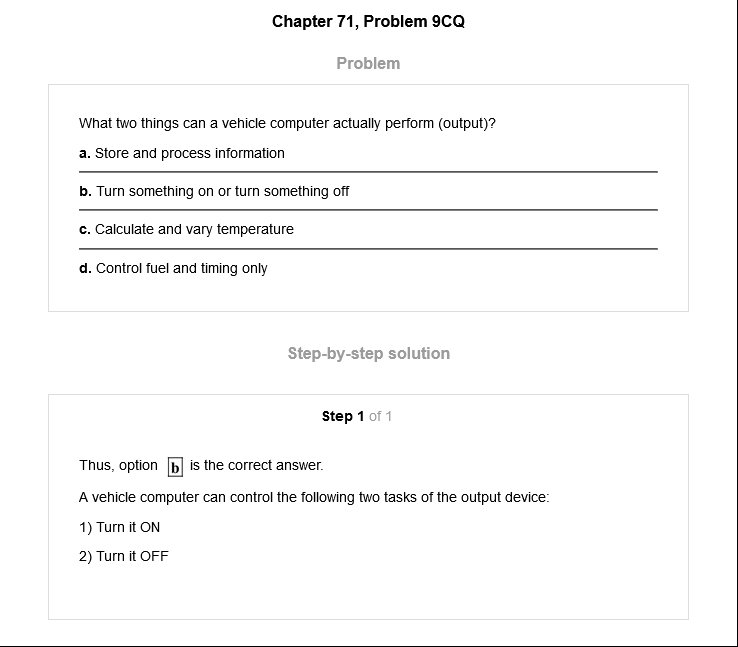 Chapter 71, Problem 9CQ
Problem
What two things can a vehicle computer actually perform (output)?
a. Store and process information
b. Turn something on or turn something off
c. Calculate and vary temperature
d. Control fuel and timing only
Step-by-step solution
Step 1 of 1
Thus, option b is the correct answer.
A vehicle computer can control the following two tasks of the output device:
1) Turn it ON
2) Turn it OFF